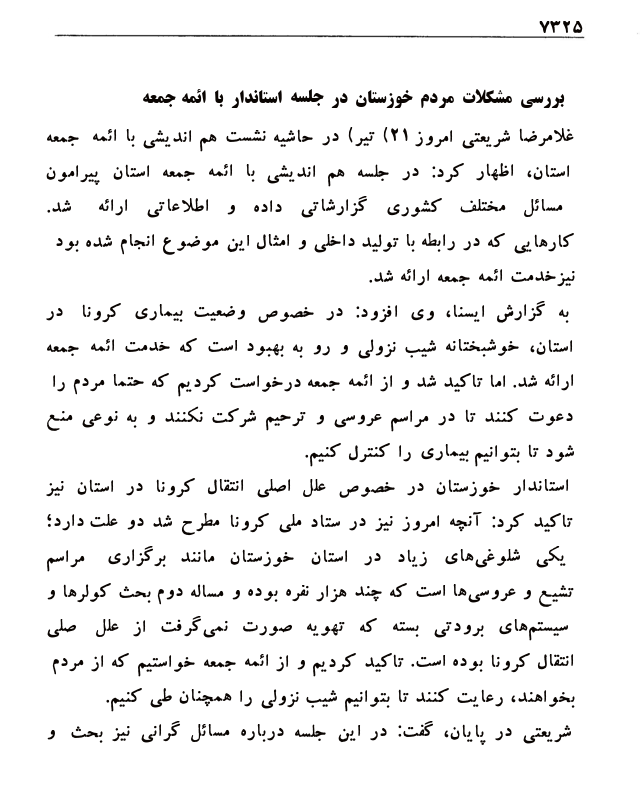 ۷۳۲۵
بررسی مشکلات مردم خوزستان در جلسه استاندار با ائمه جمعه
غلامرضا شریعتی امروز ۲۱) تیر) در حاشیه نشست هم اندیشی با ائمه جمعه
استان، اظهار کرد: در جلسه هم اندیشی با ائمه جمعه استان پیرامون
مسائل مختلف کشوری گزارشاتی داده و اطلاعاتی ارائه شد.
کارهایی که در رابطه با تولید داخلی و امثال این موضوع انجام شده بود
نیزخدمت ائمه جمعه ارائه شد.
به گزارش ایسنا، وی افزود: در خصوص وضعیت بیماری کرونا در
استان، خوشبختانه شیب نزولی و رو به بهبود است که خدمت ائمه جمعه
ارائه شد. اما تاکید شد و از ائمه جمعه درخواست کردیم که حتما مردم را
دعوت کنند تا در مراسم عروسی و ترحیم شرکت نکنند و به نوعی منع
شود تا بتوانیم بیماری را کنترل کنیم.
استاندار خوزستان در خصوص علل اصلی انتقال کرونا در استان نیز
تاکید کرد: آنچه امروز نیز در ستاد ملی کرونا مطرح شد دو علت دارد؛
یکی شلوغی‌های زیاد در استان خوزستان مانند برگزاری مراسم
تشیع و عروسی‌ها است که چند هزار نفره بوده و مساله دوم بحث کولرها و
سیستم‌های برودتی بسته که تهویه صورت نمی‌گرفت از علل صلی
انتقال کرونا بوده است. تاکید کردیم و از ائمه جمعه خواستیم که از مردم
بخواهند، رعایت کنند تا بتوانیم شیب نزولی را همچنان طی کنیم.
شریعتی در پایان، گفت: در این جلسه درباره مسائل گرانی نیز بحث و